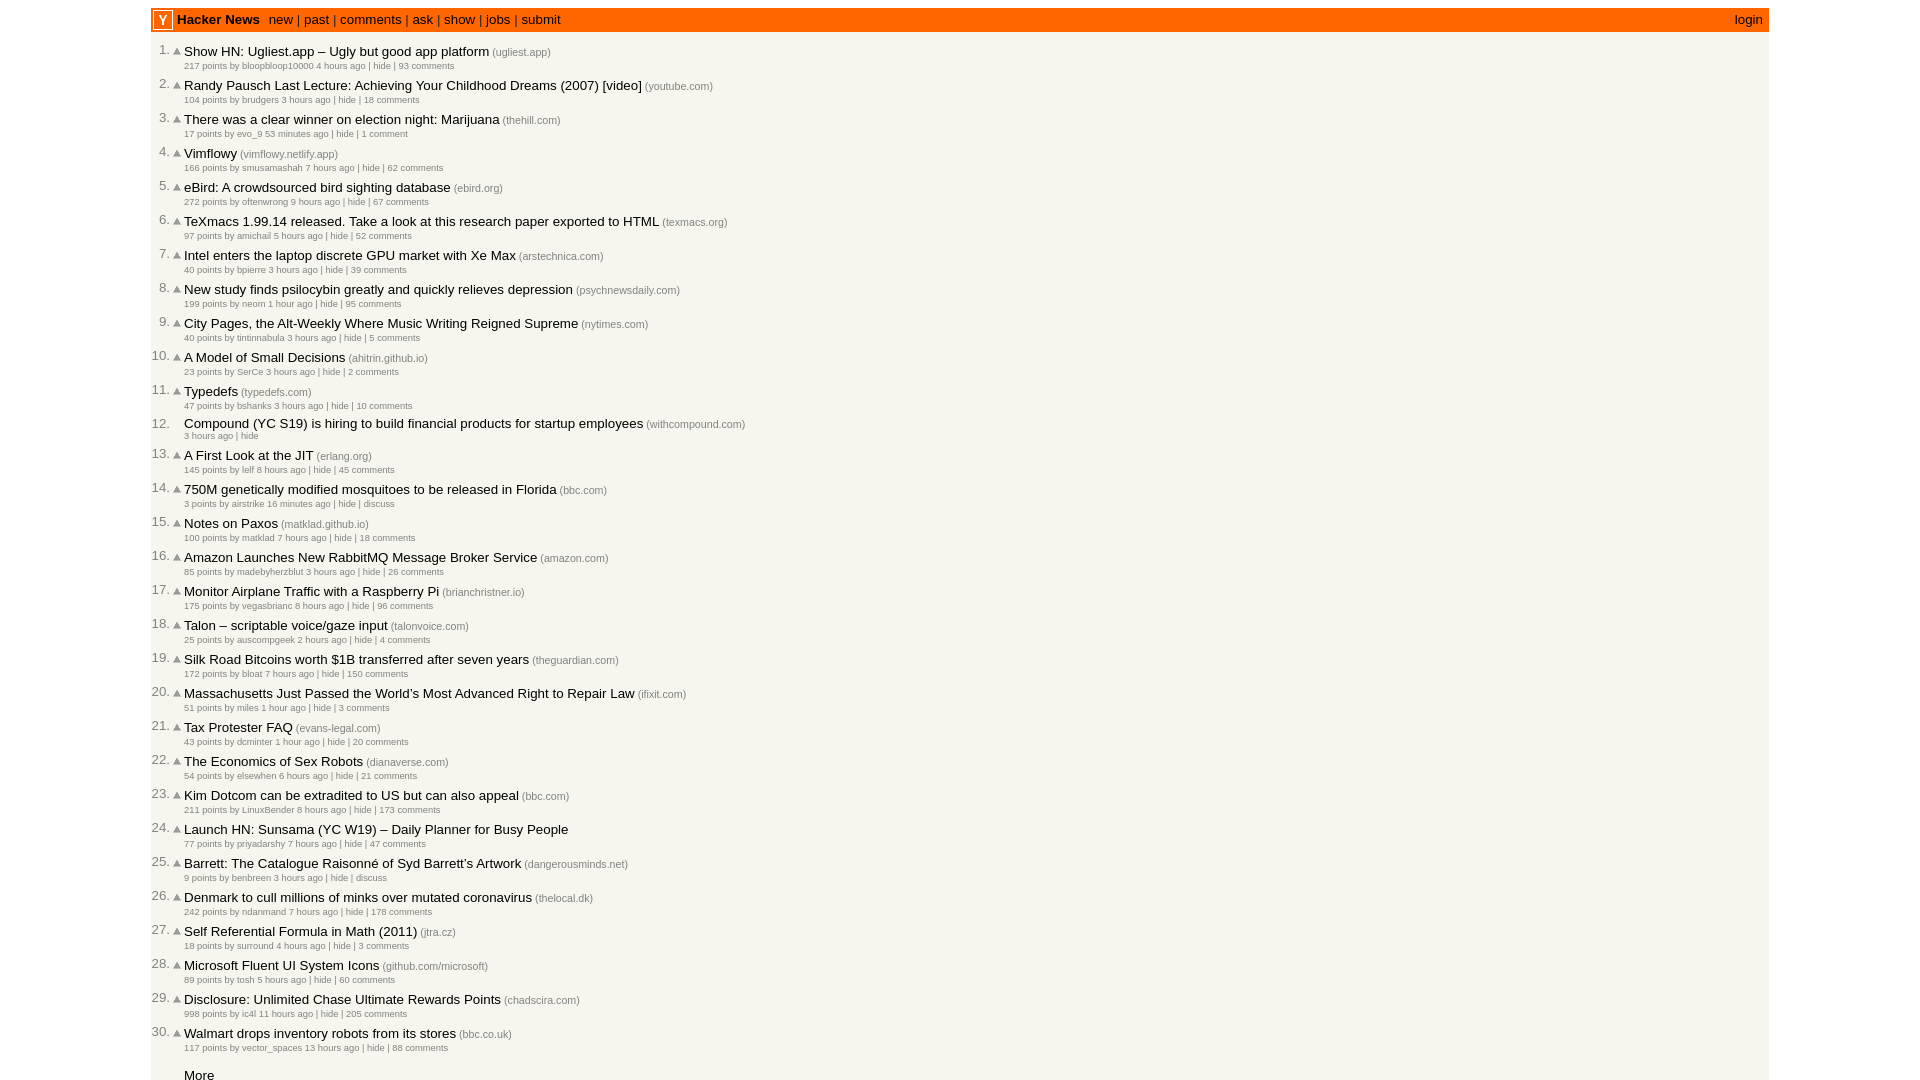 Y Hacker News new | past | comments | ask | show | jobs | submit login
1. Show HN: Ugliest.app – Ugly but good app platform (ugliest.app)
217 points by bloopbloop10000 4 hours ago | hide | 93 comments
2. Randy Pausch Last Lecture: Achieving Your Childhood Dreams (2007) [video] (youtube.com)
104 points by brudgers 3 hours ago | hide | 18 comments
3. There was a clear winner on election night: Marijuana (thehill.com)
17 points by evo_9 53 minutes ago | hide | 1 comment
4. Vimflowy (vimflowy.netlify.app)
166 points by smusamashah 7 hours ago | hide | 62 comments
5. eBird: A crowdsourced bird sighting database (ebird.org)
272 points by oftenwrong 9 hours ago | hide | 67 comments
6. TeXmacs 1.99.14 released. Take a look at this research paper exported to HTML (texmacs.org)
97 points by amichail 5 hours ago | hide | 52 comments
7. Intel enters the laptop discrete GPU market with Xe Max (arstechnica.com)
40 points by bpierre 3 hours ago | hide | 39 comments
8. New study finds psilocybin greatly and quickly relieves depression (psychnewsdaily.com)
199 points by neom 1 hour ago | hide | 95 comments
9. City Pages, the Alt-Weekly Where Music Writing Reigned Supreme (nytimes.com)
40 points by tintinnabula 3 hours ago | hide | 5 comments
10. A Model of Small Decisions (ahitrin.github.io)
23 points by SerCe 3 hours ago | hide | 2 comments
11. Typedefs (typedefs.com)
47 points by bshanks 3 hours ago | hide | 10 comments
12. Compound (YC S19) is hiring to build financial products for startup employees (withcompound.com)
3 hours ago | hide
13. A First Look at the JIT (erlang.org)
145 points by lelf 8 hours ago | hide | 45 comments
14. 750M genetically modified mosquitoes to be released in Florida (bbc.com)
3 points by airstrike 16 minutes ago | hide | discuss
15. Notes on Paxos (matklad.github.io)
100 points by matklad 7 hours ago | hide | 18 comments
16. Amazon Launches New RabbitMQ Message Broker Service (amazon.com)
85 points by madebyherzblut 3 hours ago | hide | 26 comments
17. Monitor Airplane Traffic with a Raspberry Pi (brianchristner.io)
175 points by vegasbrianc 8 hours ago | hide | 96 comments
18. Talon – scriptable voice/gaze input (talonvoice.com)
25 points by auscompgeek 2 hours ago | hide | 4 comments
19. Silk Road Bitcoins worth $1B transferred after seven years (theguardian.com)
172 points by bloat 7 hours ago | hide | 150 comments
20. Massachusetts Just Passed the World’s Most Advanced Right to Repair Law (ifixit.com)
51 points by miles 1 hour ago | hide | 3 comments
21. Tax Protester FAQ (evans-legal.com)
43 points by dcminter 1 hour ago | hide | 20 comments
22. The Economics of Sex Robots (dianaverse.com)
54 points by elsewhen 6 hours ago | hide | 21 comments
23. Kim Dotcom can be extradited to US but can also appeal (bbc.com)
211 points by LinuxBender 8 hours ago | hide | 173 comments
24. Launch HN: Sunsama (YC W19) – Daily Planner for Busy People
77 points by priyadarshy 7 hours ago | hide | 47 comments
25. Barrett: The Catalogue Raisonné of Syd Barrett’s Artwork (dangerousminds.net)
9 points by benbreen 3 hours ago | hide | discuss
26. Denmark to cull millions of minks over mutated coronavirus (thelocal.dk)
242 points by ndanmand 7 hours ago | hide | 178 comments
27. Self Referential Formula in Math (2011) (jtra.cz)
18 points by surround 4 hours ago | hide | 3 comments
28. Microsoft Fluent UI System Icons (github.com/microsoft)
89 points by tosh 5 hours ago | hide | 60 comments
29. Disclosure: Unlimited Chase Ultimate Rewards Points (chadscira.com)
998 points by ic4l 11 hours ago | hide | 205 comments
30. Walmart drops inventory robots from its stores (bbc.co.uk)
117 points by vector_spaces 13 hours ago | hide | 88 comments
More